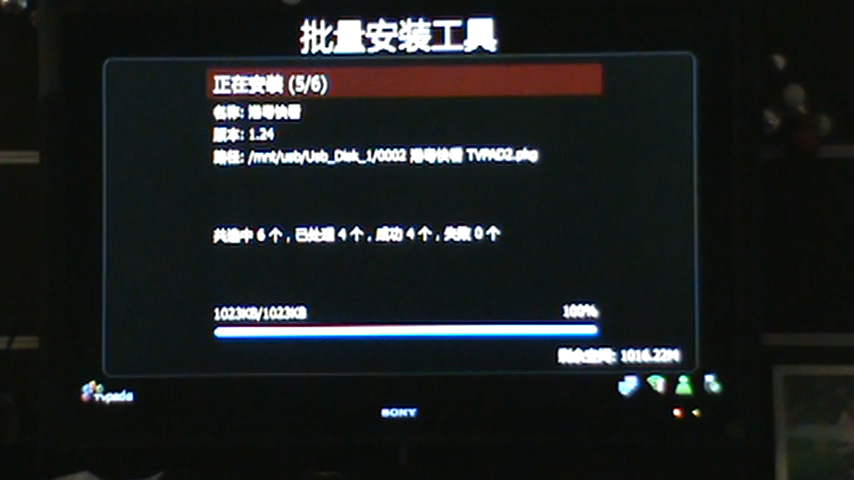 批量安装工具
正在安装 (5/6)
名称: 港粤快看
版本: 1.24
路径: /mnt/usb/Usb_Disk_1/0002 港粤快看 TVPAD2.pkg
共选中 6 个，已处理 4 个，成功 4 个，失败 0 个
1023KB/1023KB 100%
剩余空间: 1016.22M
tvpads
SONY